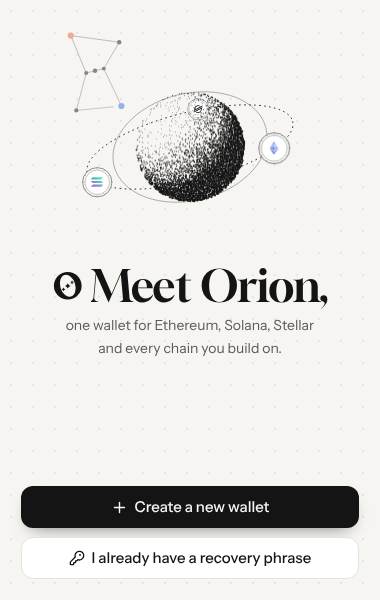 Meet Orion,
one wallet for Ethereum, Solana, Stellar
and every chain you build on.
Create a new wallet
I already have a recovery phrase